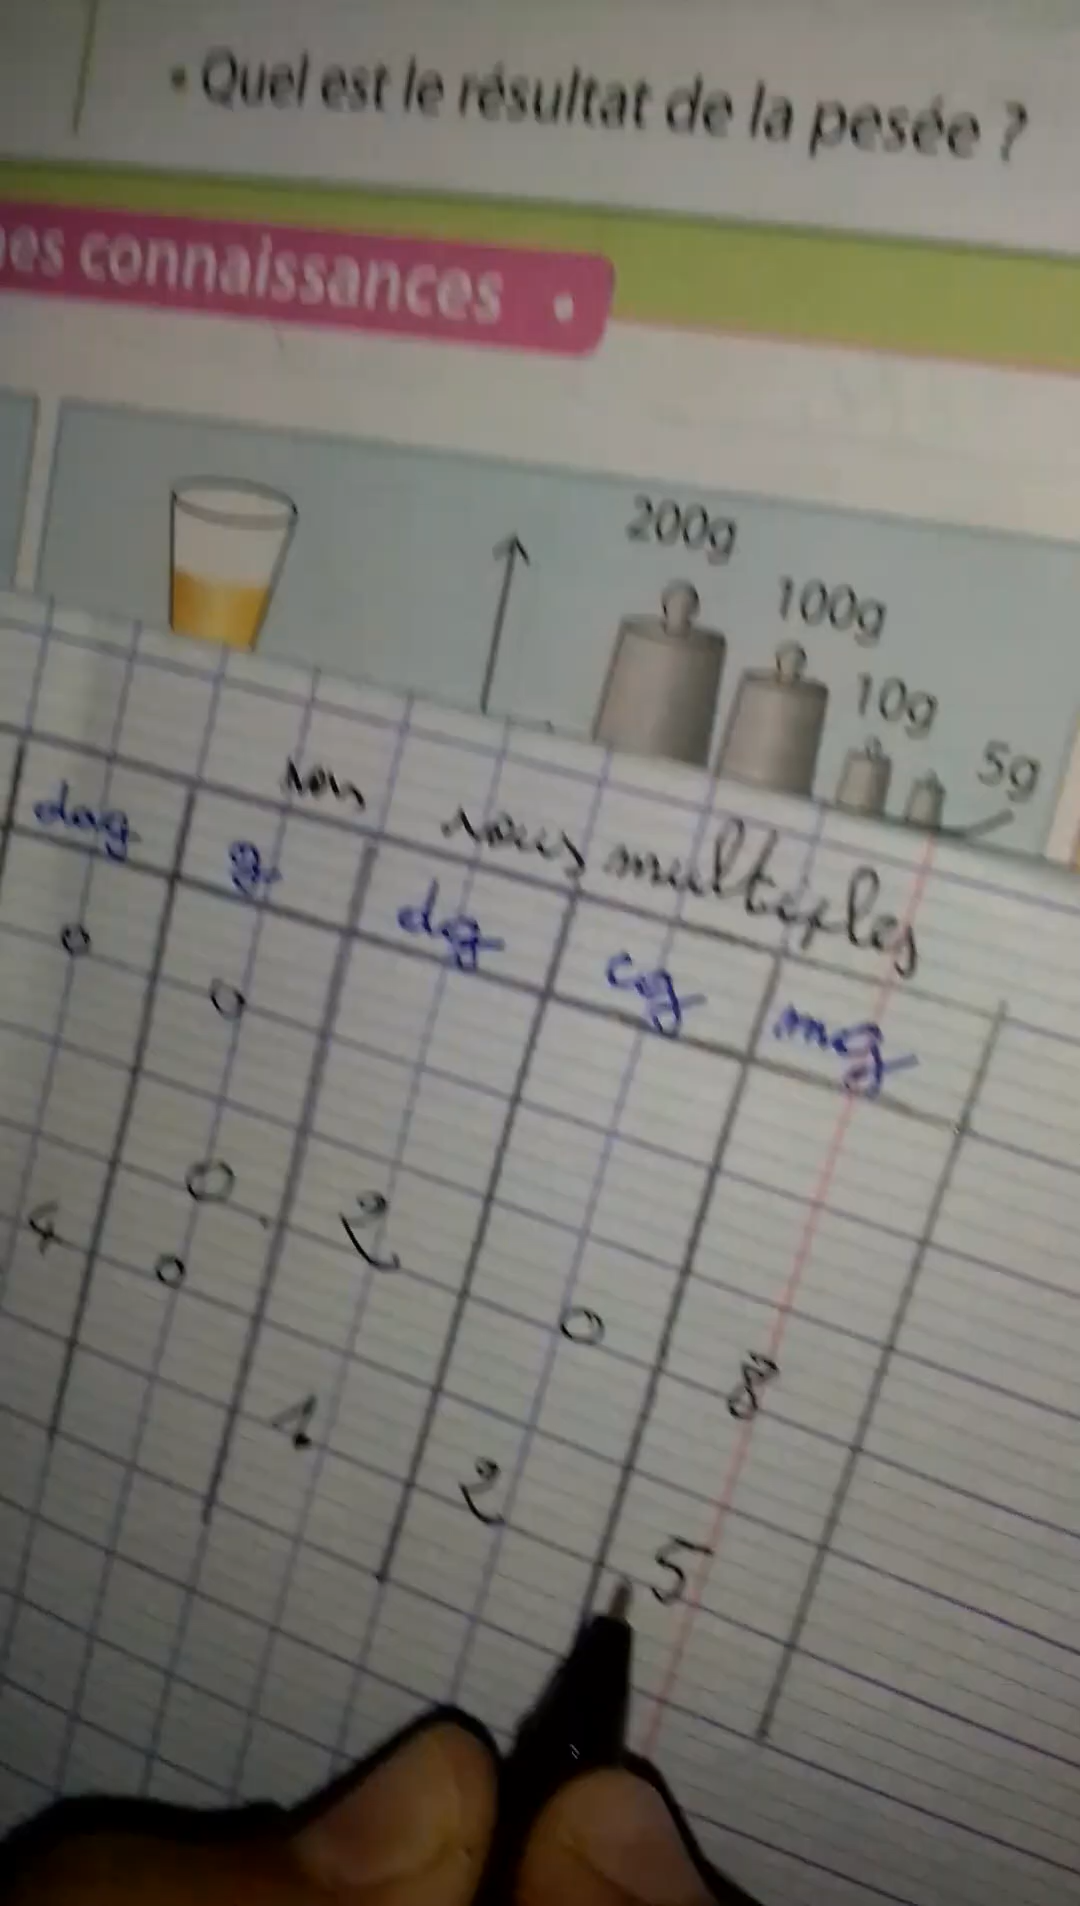 • Quel est le résultat de la pesée ?
es connaissances •
200g
100g
10g
5g
sous multiples
dag g dg cg mg
0 0
0 2 0 8
4 0 1 2 5